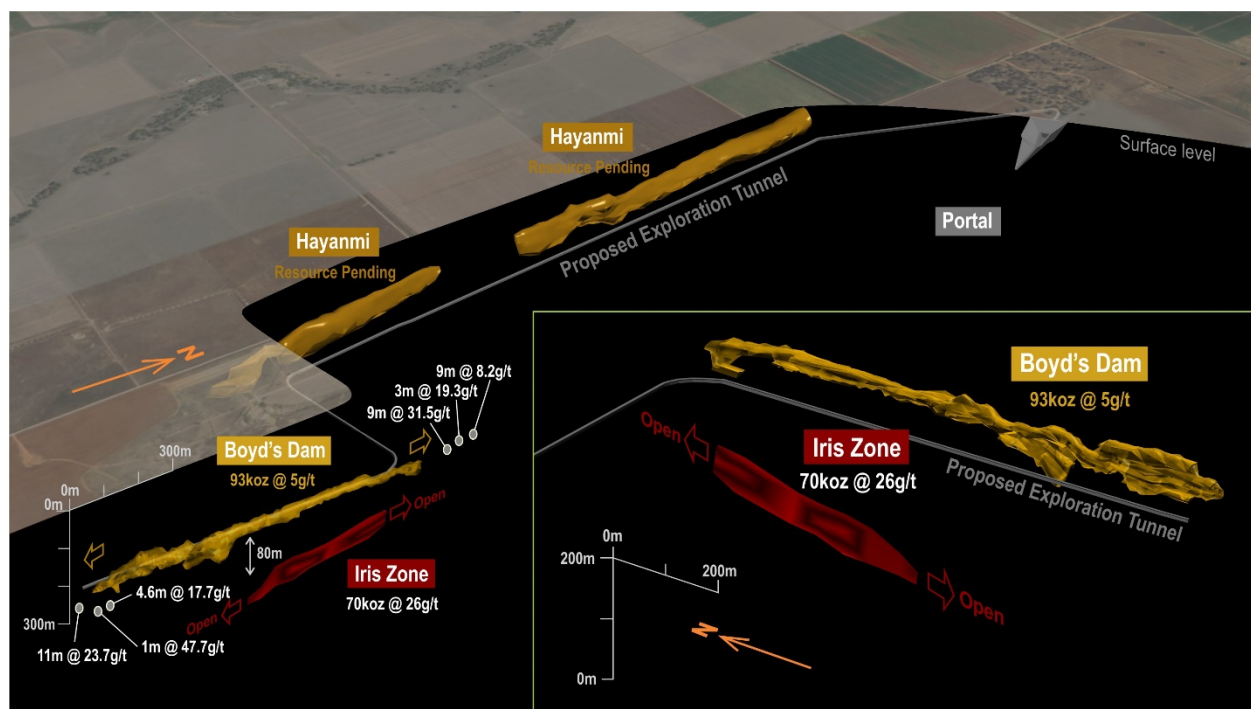 Hayanmi
Resource Pending
Surface level
Proposed Exploration Tunnel
Portal
Hayanmi
Resource Pending
N
9m @ 8.2g/t
3m @ 19.3g/t
9m @ 31.5g/t
300m
0m
0m
300m
Boyd's Dam
93koz @ 5g/t
Open
80m
Iris Zone
70koz @ 26g/t
Open
4.6m @ 17.7g/t
1m @ 47.7g/t
11m @ 23.7g/t
Boyd's Dam
93koz @ 5g/t
Open
Iris Zone
70koz @ 26g/t
Proposed Exploration Tunnel
0m
200m
200m
0m
Open
N